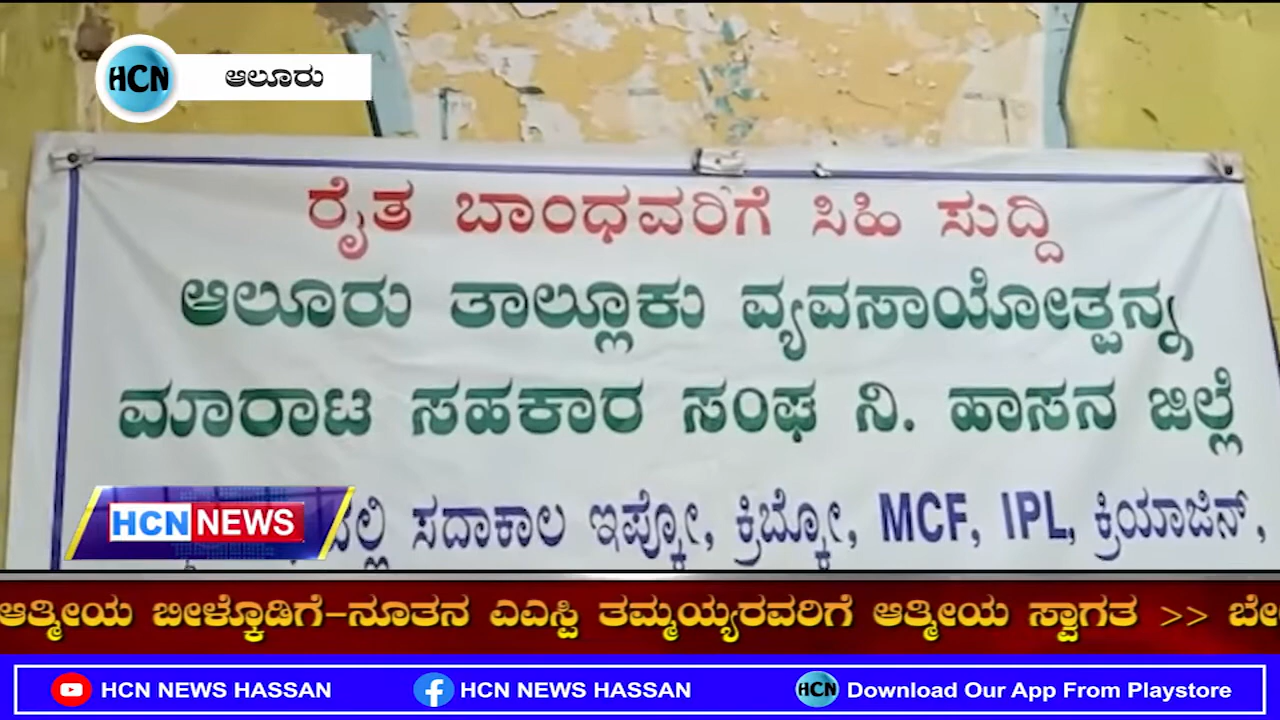 HCN ಆಲೂರು
ರೈತ ಬಾಂಧವರಿಗೆ ಸಿಹಿ ಸುದ್ದಿ
ಆಲೂರು ತಾಲ್ಲೂಕು ವ್ಯವಸಾಯೋತ್ಪನ್ನ
ಮಾರಾಟ ಸಹಕಾರ ಸಂಘ ನಿ. ಹಾಸನ ಜಿಲ್ಲೆ
ಸದಾಕಾಲ ಇಪ್ಕೋ, ಕ್ರಿಬ್ಕೋ, MCF, IPL, ಕ್ರಿಯಾಜಿನ್,
HCN NEWS
ಆತ್ಮೀಯ ಬೀಳ್ಕೊಡಿಗೆ-ನೂತನ ಎಎಸ್ಪಿ ತಮ್ಮಯ್ಯರವರಿಗೆ ಆತ್ಮೀಯ ಸ್ವಾಗತ >>
HCN NEWS HASSAN HCN NEWS HASSAN HCN Download Our App From Playstore